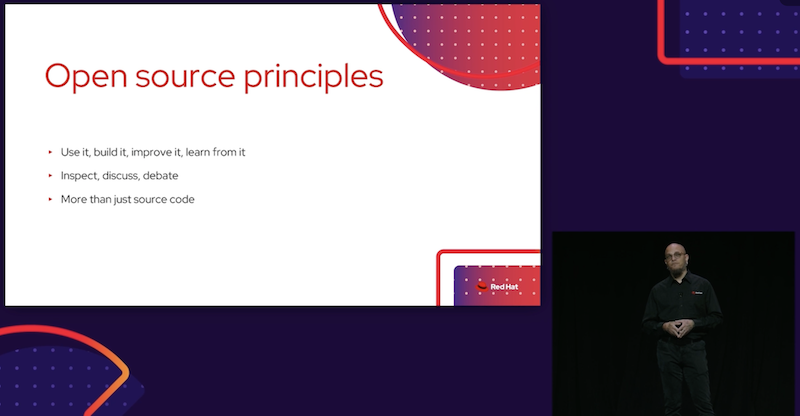 Open source principles
Use it, build it, improve it, learn from it
Inspect, discuss, debate
More than just source code
Red Hat